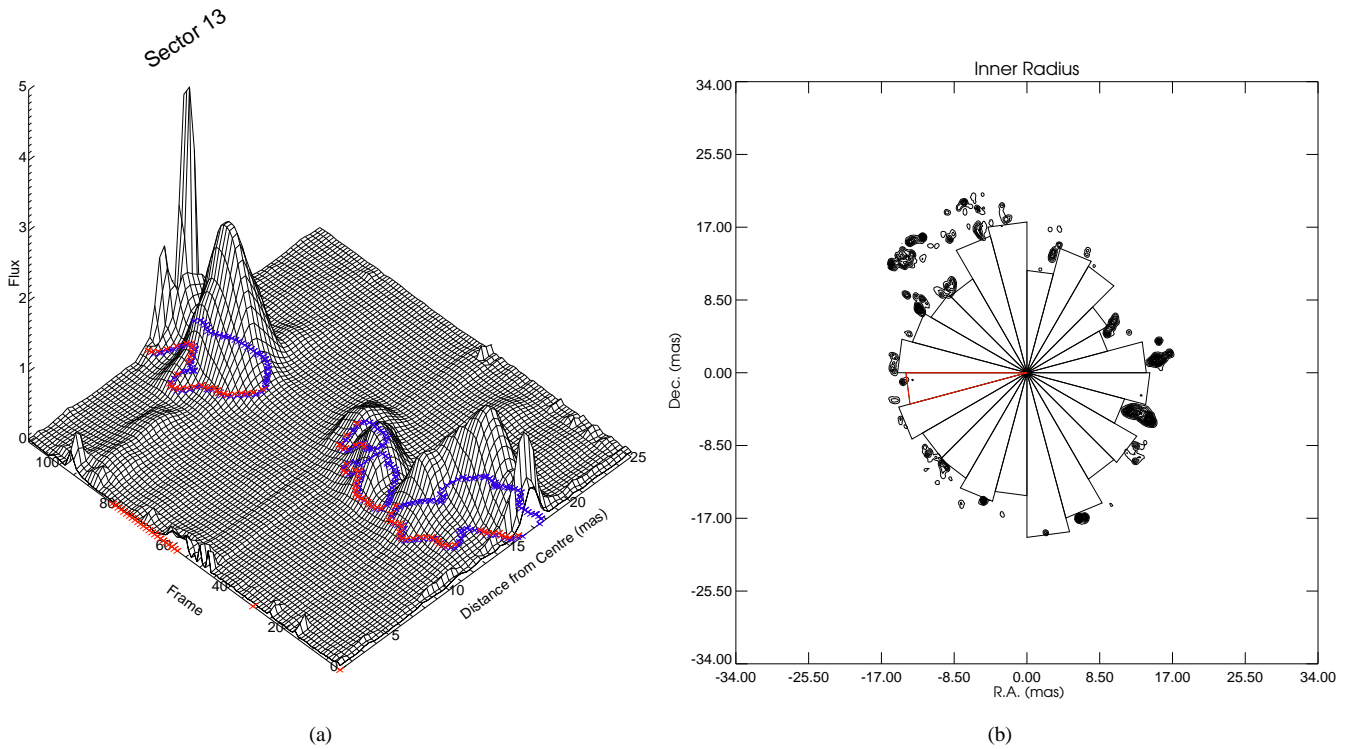 Sector 13
5
4
3
2
1
0
Flux
100
80
60
40
20
0
Frame
5
10
15
20
25
Distance from Centre (mas)
(a)
Inner Radius
34.00
25.50
17.00
8.50
0.00
-8.50
-17.00
-25.50
-34.00
Dec. (mas)
-34.00 -25.50 -17.00 -8.50 0.00 8.50 17.00 25.50 34.00
R.A. (mas)
(b)